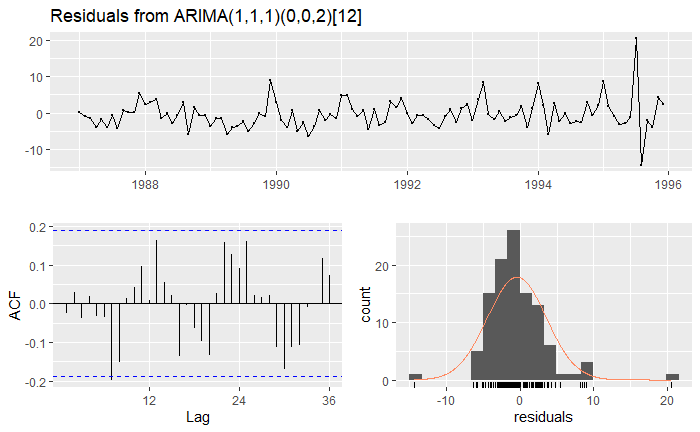 Residuals from ARIMA(1,1,1)(0,0,2)[12]
20
10
0
-10
1988 1990 1992 1994 1996
0.2
0.1
0.0
-0.1
-0.2
ACF
12 24 36
Lag
20
10
0
count
-10 0 10 20
residuals